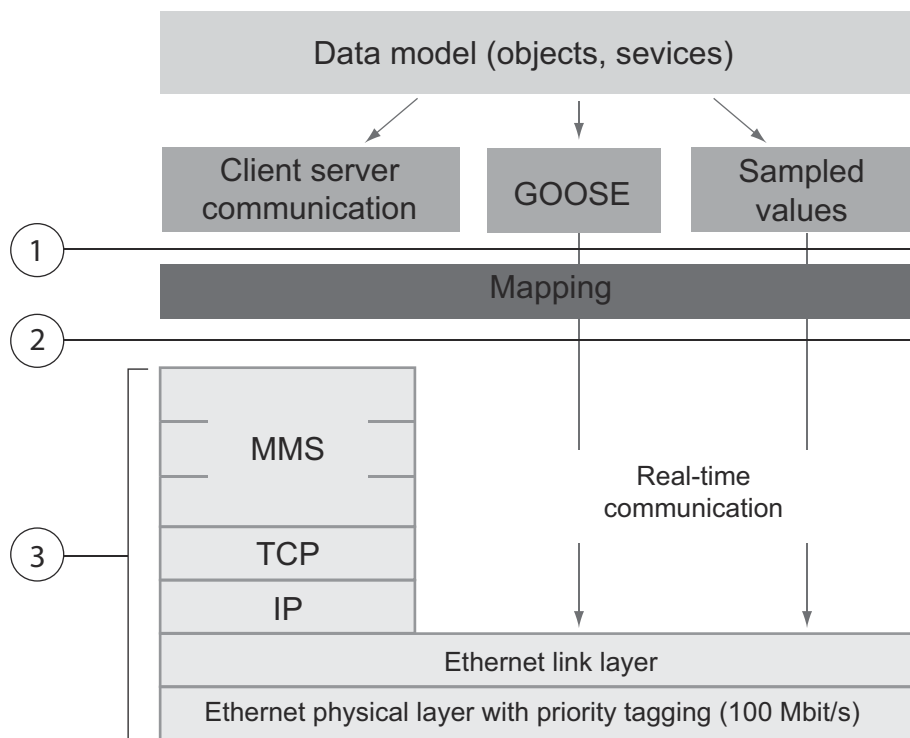 Data model (objects, sevices)
Client server
communication
GOOSE
Sampled
values
1
Mapping
2
MMS
Real-time
communication
3
TCP
IP
Ethernet link layer
Ethernet physical layer with priority tagging (100 Mbit/s)